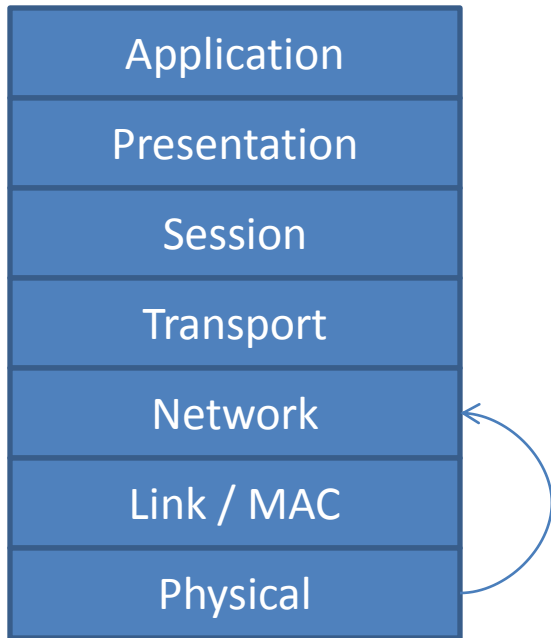 Application
Presentation
Session
Transport
Network
Link / MAC
Physical